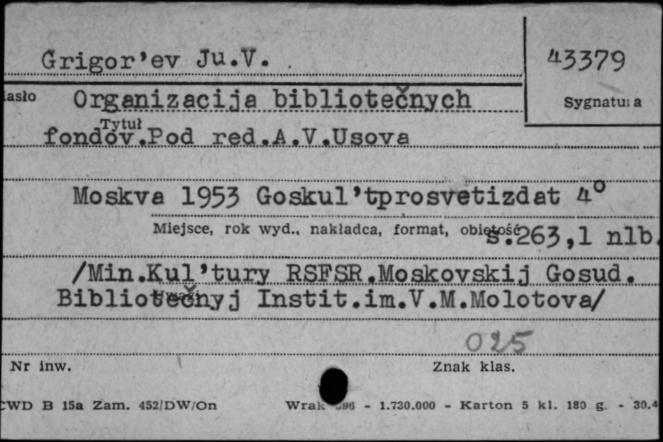 Grigor'ev Ju.V.
43379
Hasło
Organizacija bibliotečnych
Sygnatura
Tytuł
fondov.Pod red.A.V.Usova
Moskva 1953 Goskul'tprosvetizdat 4°
Miejsce, rok wyd., nakładca, format, objętość
s.263,1 nlb.
/Min.Kul'tury RSFSR.Moskovskij Gosud.
Bibliotečnyj Instit.im.V.M.Molotova/
025
Nr inw.
Znak klas.
CWD B 15a Zam. 452/DW/On
- 1.730.000 - Karton 5 kl. 180 g. - 30.4